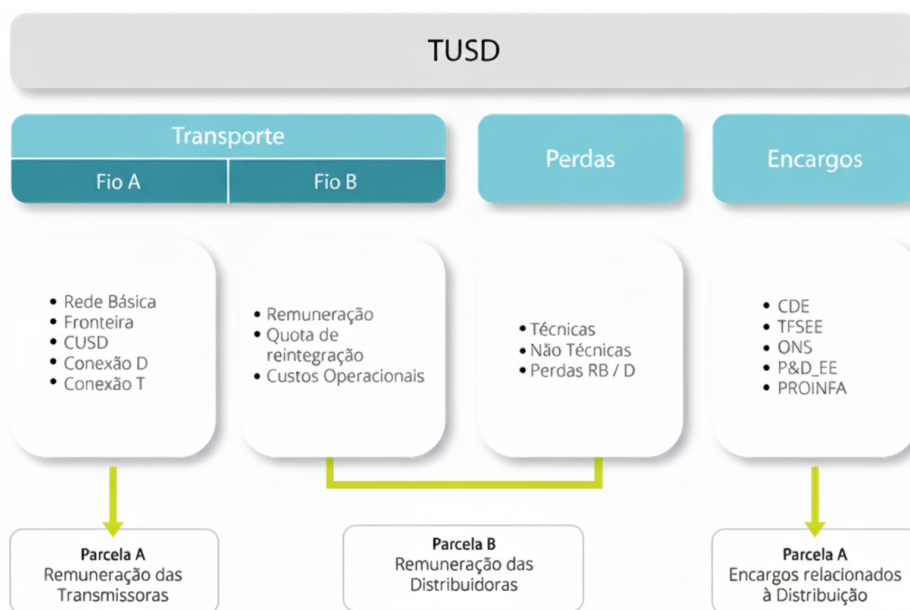 TUSD
Transporte
Fio A
Fio B
Perdas
Encargos
• Rede Básica
• Fronteira
• CUSD
• Conexão D
• Conexão T
• Remuneração
• Quota de
reintegração
• Custos Operacionais
• Técnicas
• Não Técnicas
• Perdas RB / D
• CDE
• TFSEE
• ONS
• P&D_EE
• PROINFA
Parcela A
Remuneração das
Transmissoras
Parcela B
Remuneração das
Distribuidoras
Parcela A
Encargos relacionados
à Distribuição